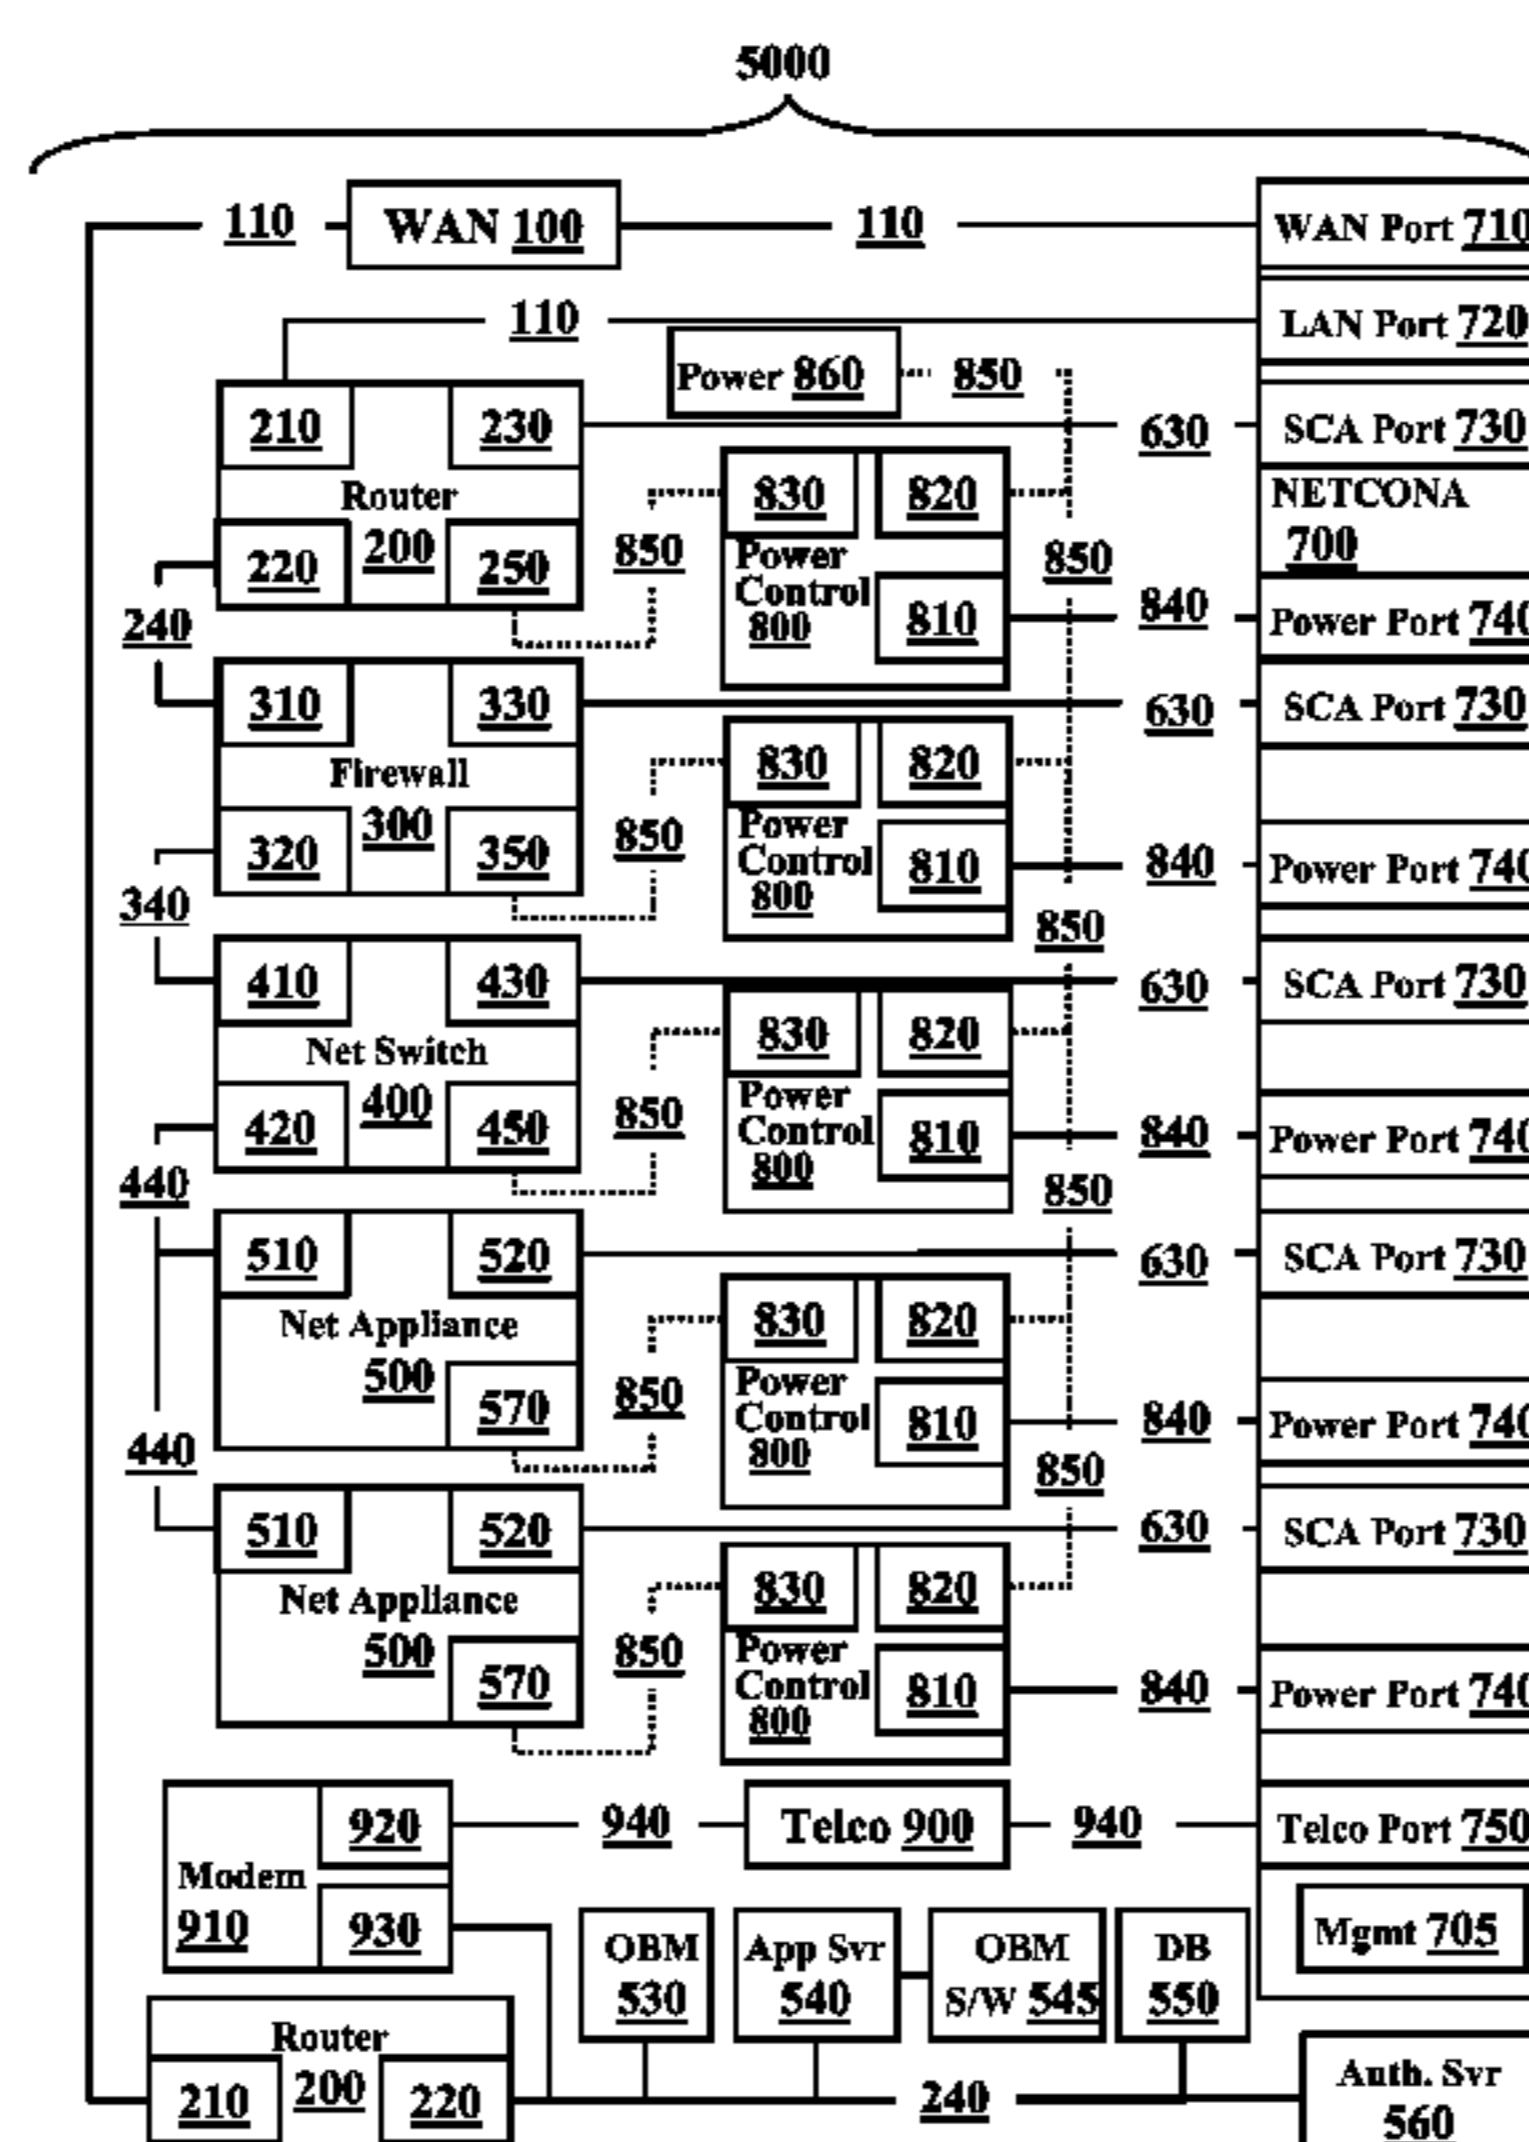 5000
110 WAN 100 110 WAN Port 710
110 LAN Port 720
Power 860 850
210 230 630 SCA Port 730
Router
200
220 250
850
830 820
Power
Control
800
810
850
NETCONA
700
840 Power Port 740
240
310 330 630 SCA Port 730
Firewall
300
320 350
850
830 820
Power
Control
800
810
840 Power Port 740
340
850
410 430 630 SCA Port 730
Net Switch
400
420 450
850
830 820
Power
Control
800
810
840 Power Port 740
440
850
510 520 630 SCA Port 730
Net Appliance
500
570
850
830 820
Power
Control
800
810
840 Power Port 740
440
850
510 520 630 SCA Port 730
Net Appliance
500
570
850
830 820
Power
Control
800
810
840 Power Port 740
920 940 Telco 900 940 Telco Port 750
Modem
910
930
OBM
530
App Svr
540
OBM
S/W 545
DB
550
Mgmt 705
Router
200
210 220
240
Auth. Svr
560